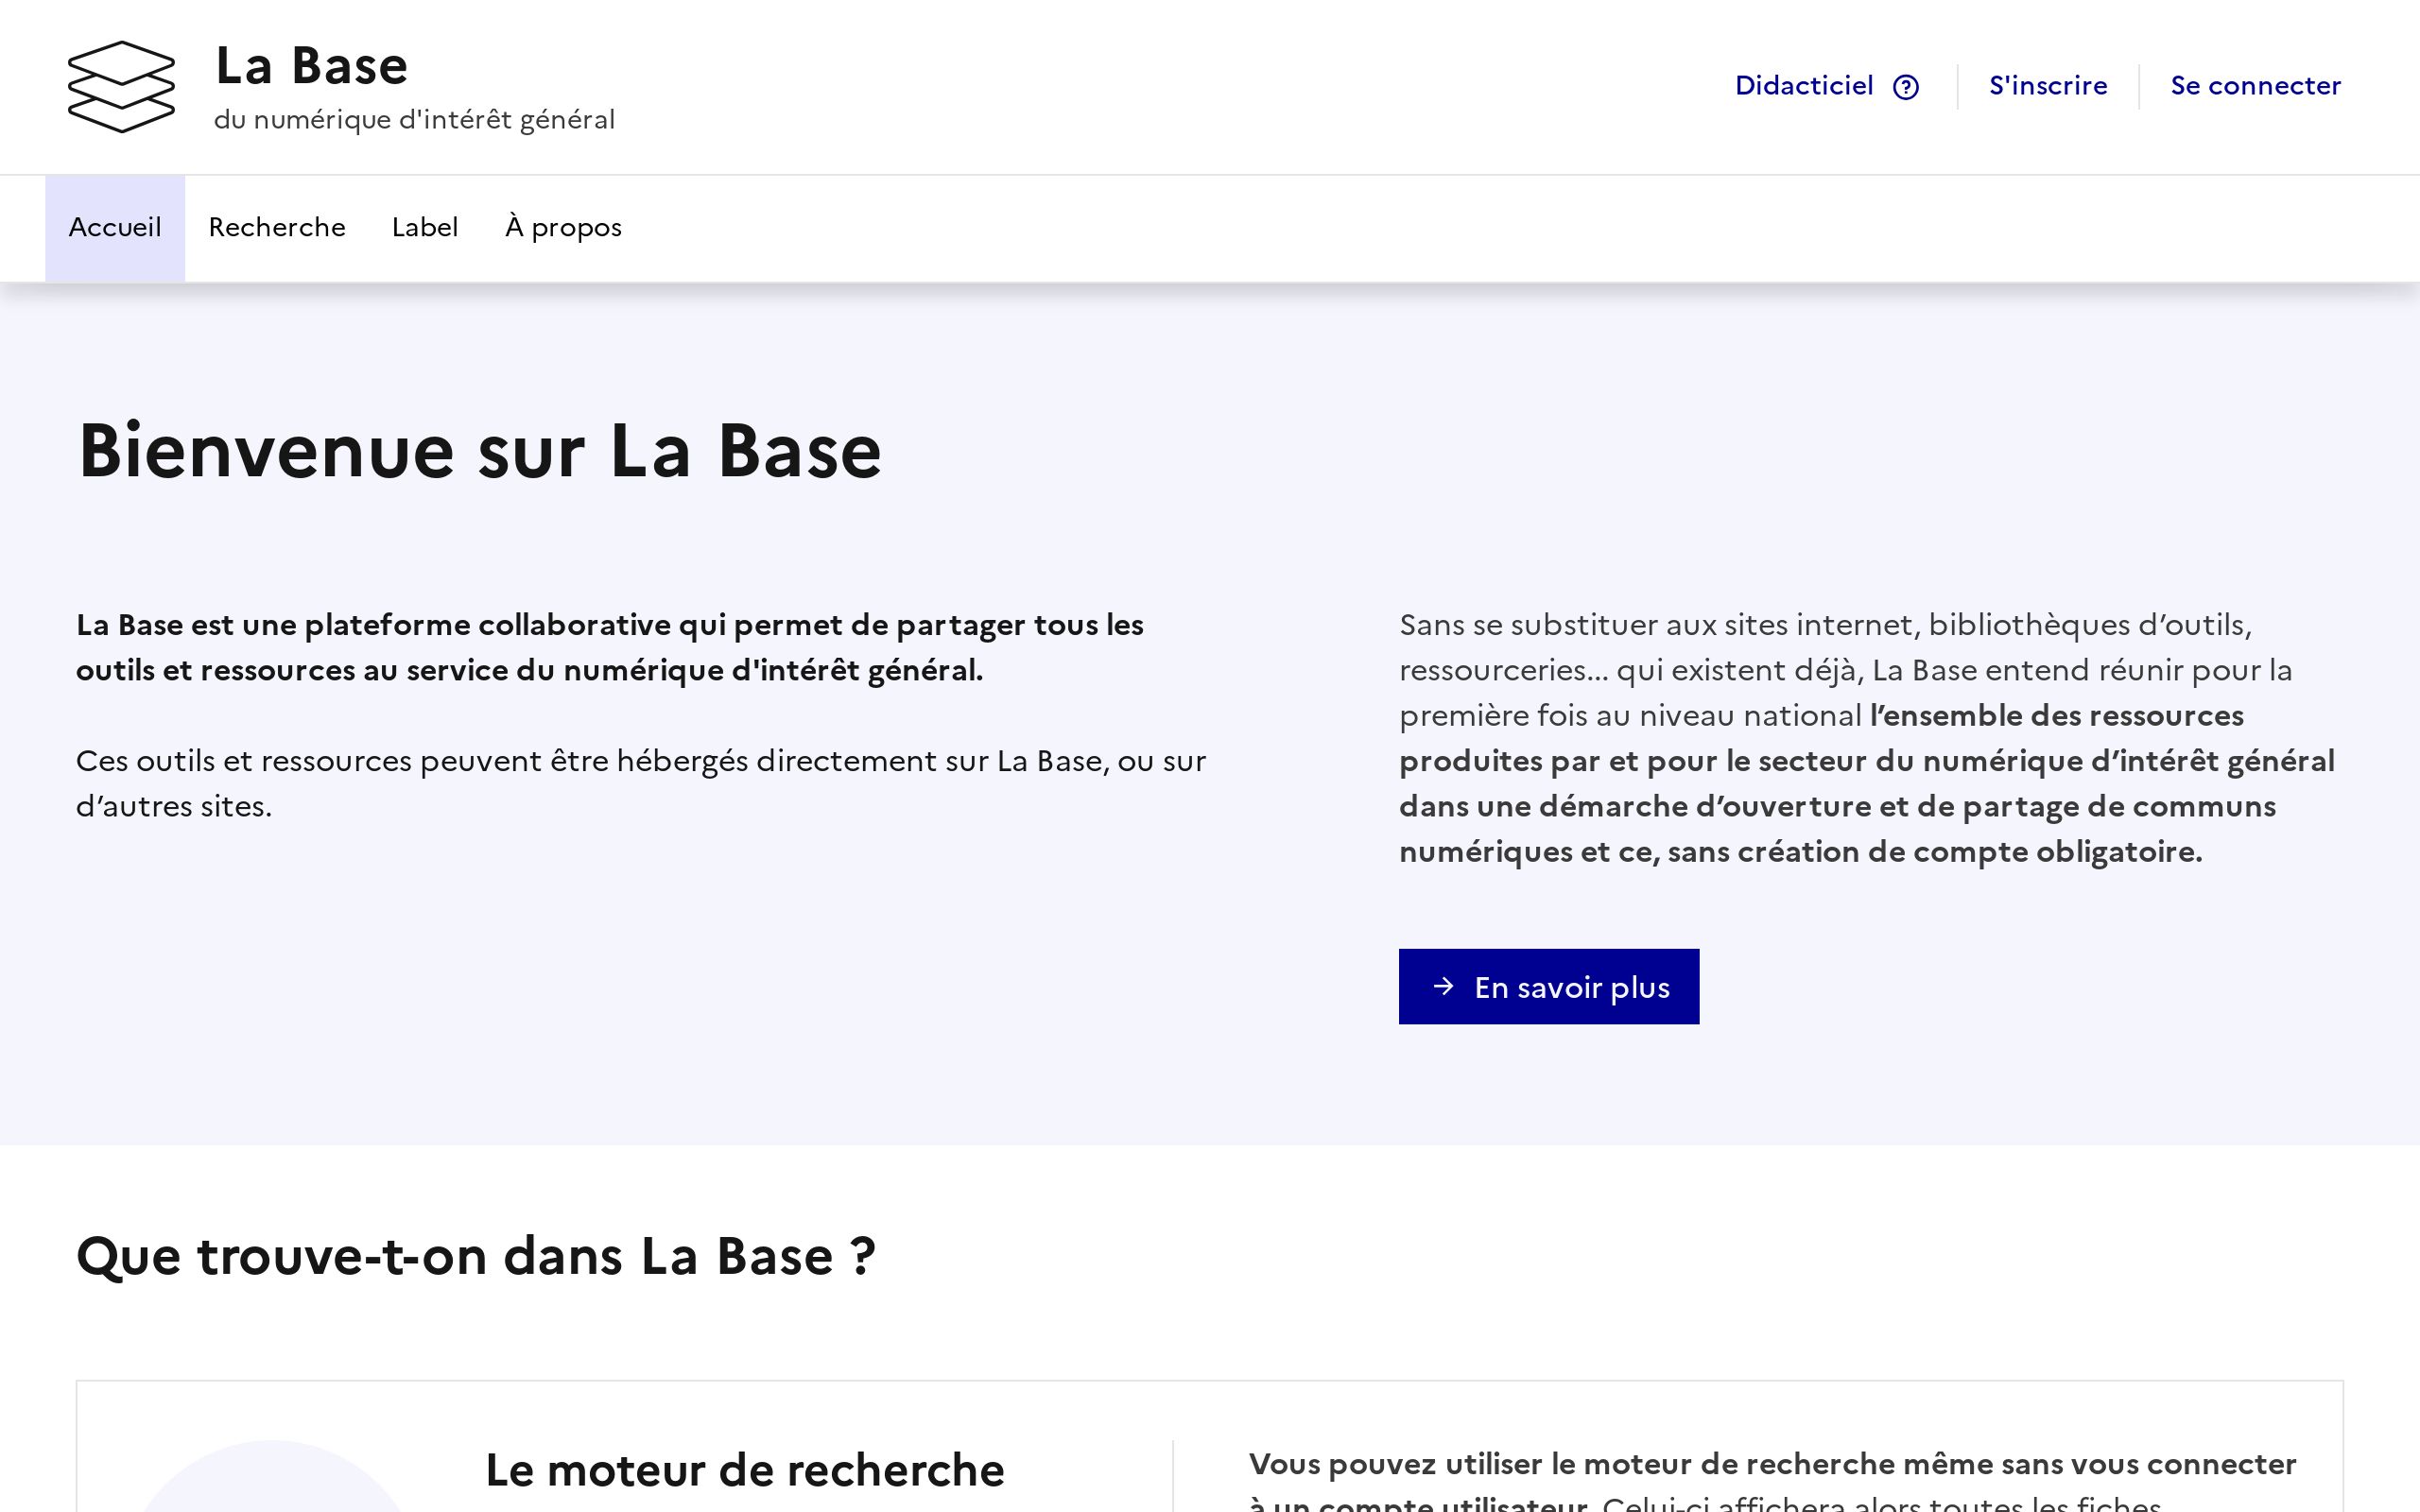 La Base
du numérique d'intérêt général
Didacticiel
S'inscrire
Se connecter
Accueil
Recherche
Label
À propos
Bienvenue sur La Base
La Base est une plateforme collaborative qui permet de partager tous les
outils et ressources au service du numérique d'intérêt général.
Ces outils et ressources peuvent être hébergés directement sur La Base, ou sur
d’autres sites.
Sans se substituer aux sites internet, bibliothèques d’outils,
ressourceries... qui existent déjà, La Base entend réunir pour la
première fois au niveau national l’ensemble des ressources
produites par et pour le secteur du numérique d’intérêt général
dans une démarche d’ouverture et de partage de communs
numériques et ce, sans création de compte obligatoire.
→ En savoir plus
Que trouve-t-on dans La Base ?
Le moteur de recherche
Vous pouvez utiliser le moteur de recherche même sans vous connecter
à un compte utilisateur. Celui-ci affichera alors toutes les fiches